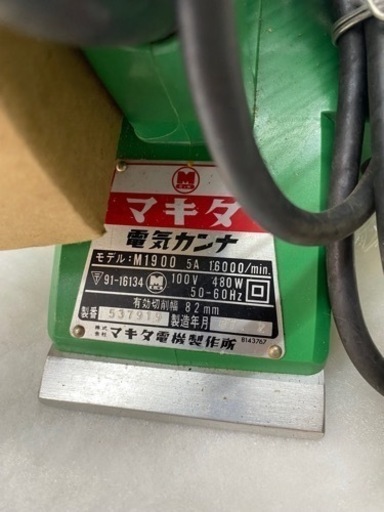 マキタ
電気カンナ
モデル:M1900 5A 16000/min.
91-16134 100V 480W
50-60Hz
有効切削幅 82mm
製番 537919 製造年月
株式会社 マキタ電機製作所 8143767